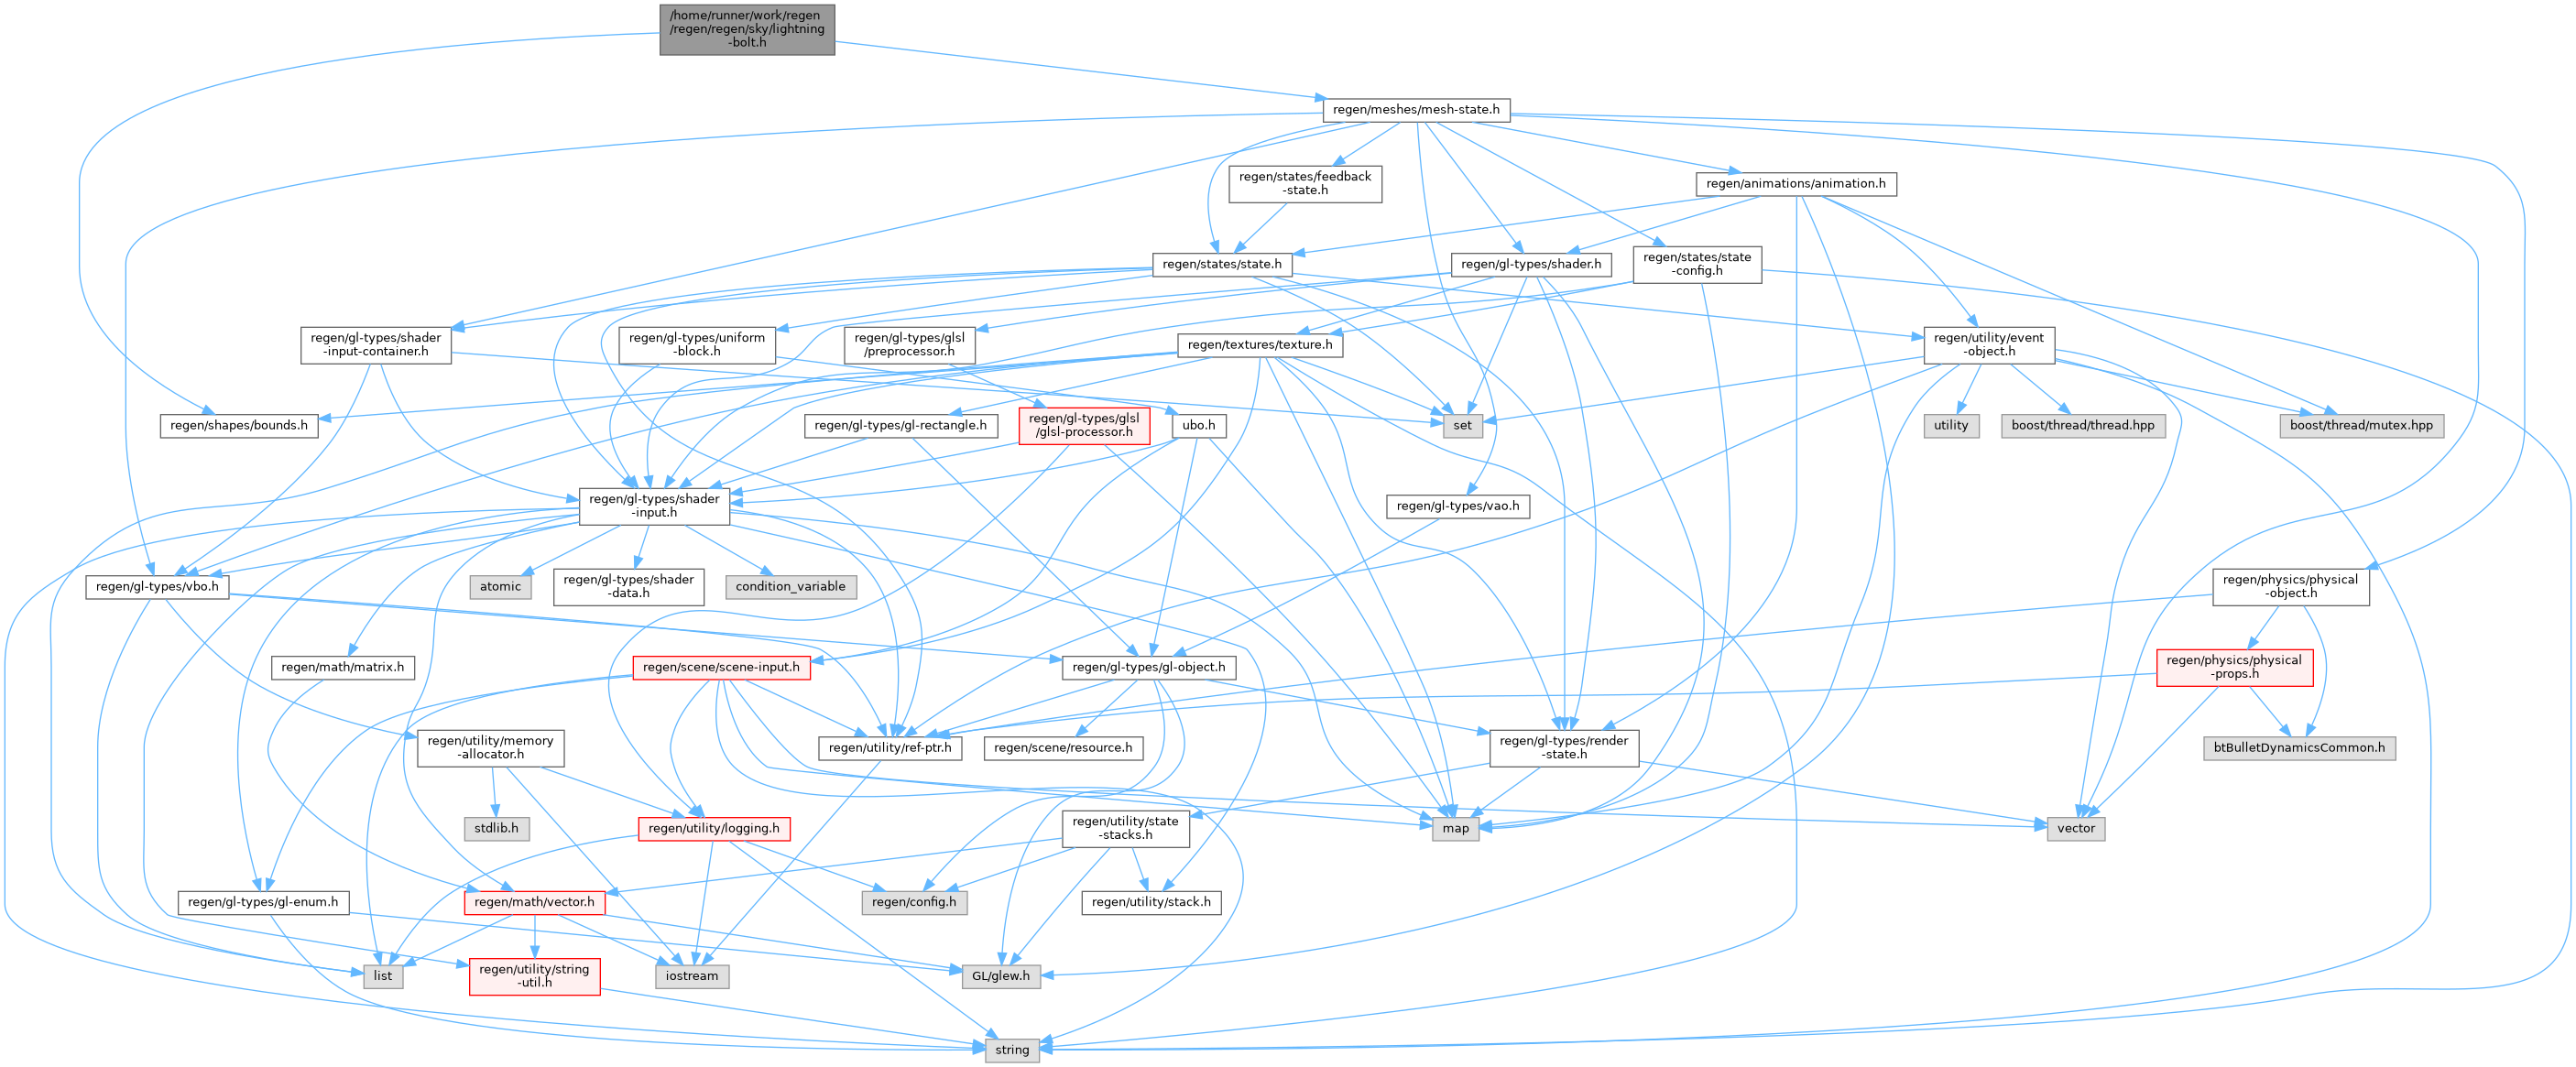 /home/runner/work/regen
/regen/regen/sky/lightning
-bolt.h
regen/meshes/mesh-state.h
regen/states/feedback
-state.h
regen/animations/animation.h
regen/states/state.h
regen/gl-types/shader.h
regen/states/state
-config.h
regen/gl-types/shader
-input-container.h
regen/gl-types/uniform
-block.h
regen/gl-types/glsl
/preprocessor.h
regen/textures/texture.h
regen/utility/event
-object.h
regen/shapes/bounds.h
regen/gl-types/gl-rectangle.h
regen/gl-types/glsl
/glsl-processor.h
ubo.h
set
utility
boost/thread/thread.hpp
boost/thread/mutex.hpp
regen/gl-types/shader
-input.h
regen/gl-types/vao.h
regen/gl-types/vbo.h
atomic
regen/gl-types/shader
-data.h
condition_variable
regen/physics/physical
-object.h
regen/math/matrix.h
regen/scene/scene-input.h
regen/gl-types/gl-object.h
regen/physics/physical
-props.h
regen/utility/memory
-allocator.h
regen/utility/ref-ptr.h
regen/scene/resource.h
regen/gl-types/render
-state.h
btBulletDynamicsCommon.h
stdlib.h
regen/utility/logging.h
regen/utility/state
-stacks.h
map
vector
regen/gl-types/gl-enum.h
regen/math/vector.h
regen/config.h
regen/utility/stack.h
list
regen/utility/string
-util.h
iostream
GL/glew.h
string